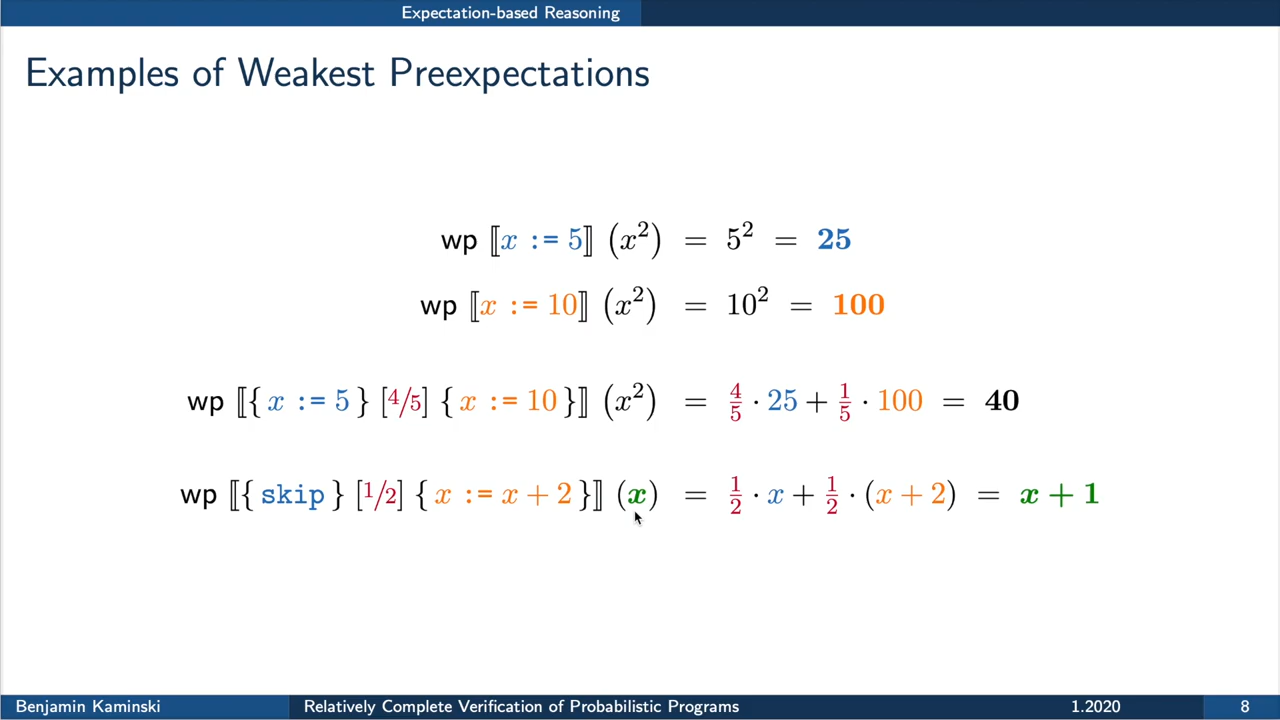 Expectation-based Reasoning
Examples of Weakest Preexpectations
wp ⟦x := 5⟧ (x²) = 5² = 25
wp ⟦x := 10⟧ (x²) = 10² = 100
wp ⟦{ x := 5 } [4/5] { x := 10 }⟧ (x²) = 4/5 · 25 + 1/5 · 100 = 40
wp ⟦{ skip } [1/2] { x := x + 2 }⟧ (x) = 1/2 · x + 1/2 · (x + 2) = x + 1
Benjamin Kaminski Relatively Complete Verification of Probabilistic Programs 1.2020 8